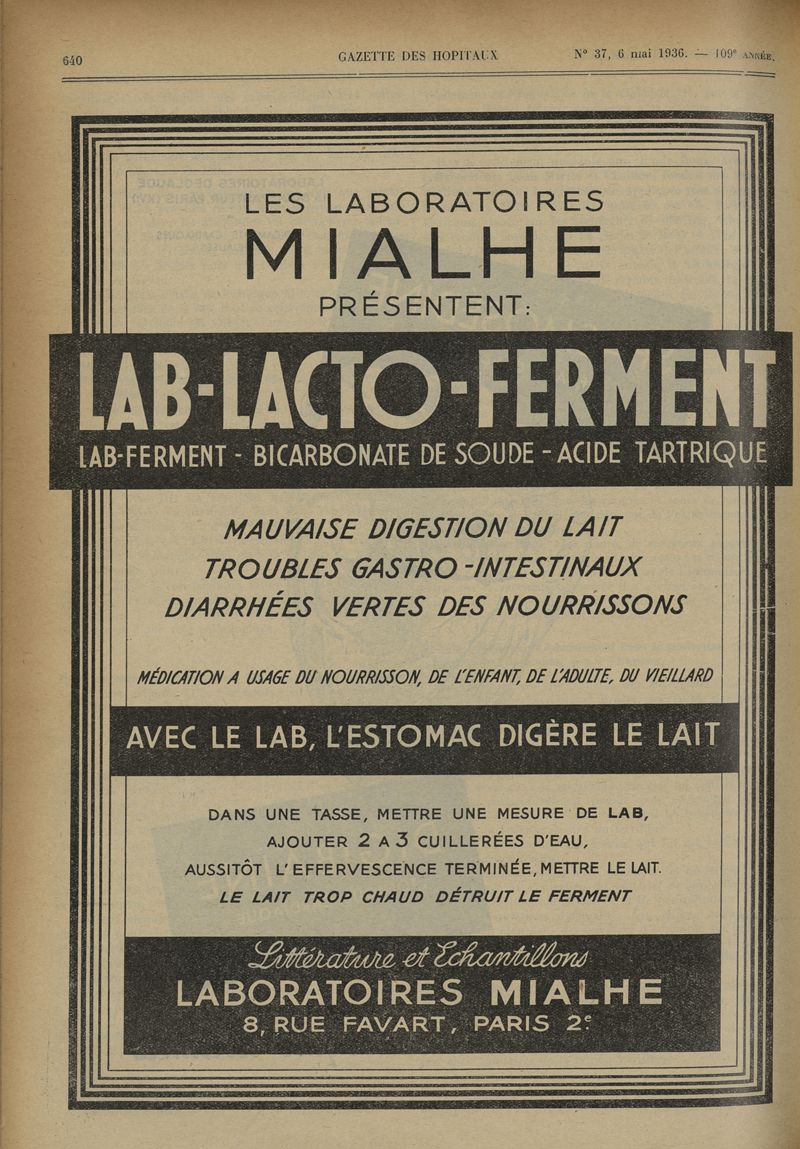 640
GAZETTE DES HOPITAUX
N° 37, 6 mai 1936. — 109e ANNÉE.
LES LABORATOIRES
MIALHE
PRÉSENTENT:
LAB-LACTO-FERMENT
LAB-FERMENT - BICARBONATE DE SOUDE - ACIDE TARTRIQUE
MAUVAISE DIGESTION DU LAIT
TROUBLES GASTRO-INTESTINAUX
DIARRHÉES VERTES DES NOURRISSONS
MÉDICATION A USAGE DU NOURRISSON, DE L'ENFANT, DE L'ADULTE, DU VIEILLARD
AVEC LE LAB, L'ESTOMAC DIGÈRE LE LAIT
DANS UNE TASSE, METTRE UNE MESURE DE LAB,
AJOUTER 2 A 3 CUILLERÉES D'EAU,
AUSSITÔT L'EFFERVESCENCE TERMINÉE, METTRE LE LAIT.
LE LAIT TROP CHAUD DÉTRUIT LE FERMENT
Littérature et Echantillons
LABORATOIRES MIALHE
8, RUE FAVART, PARIS 2e